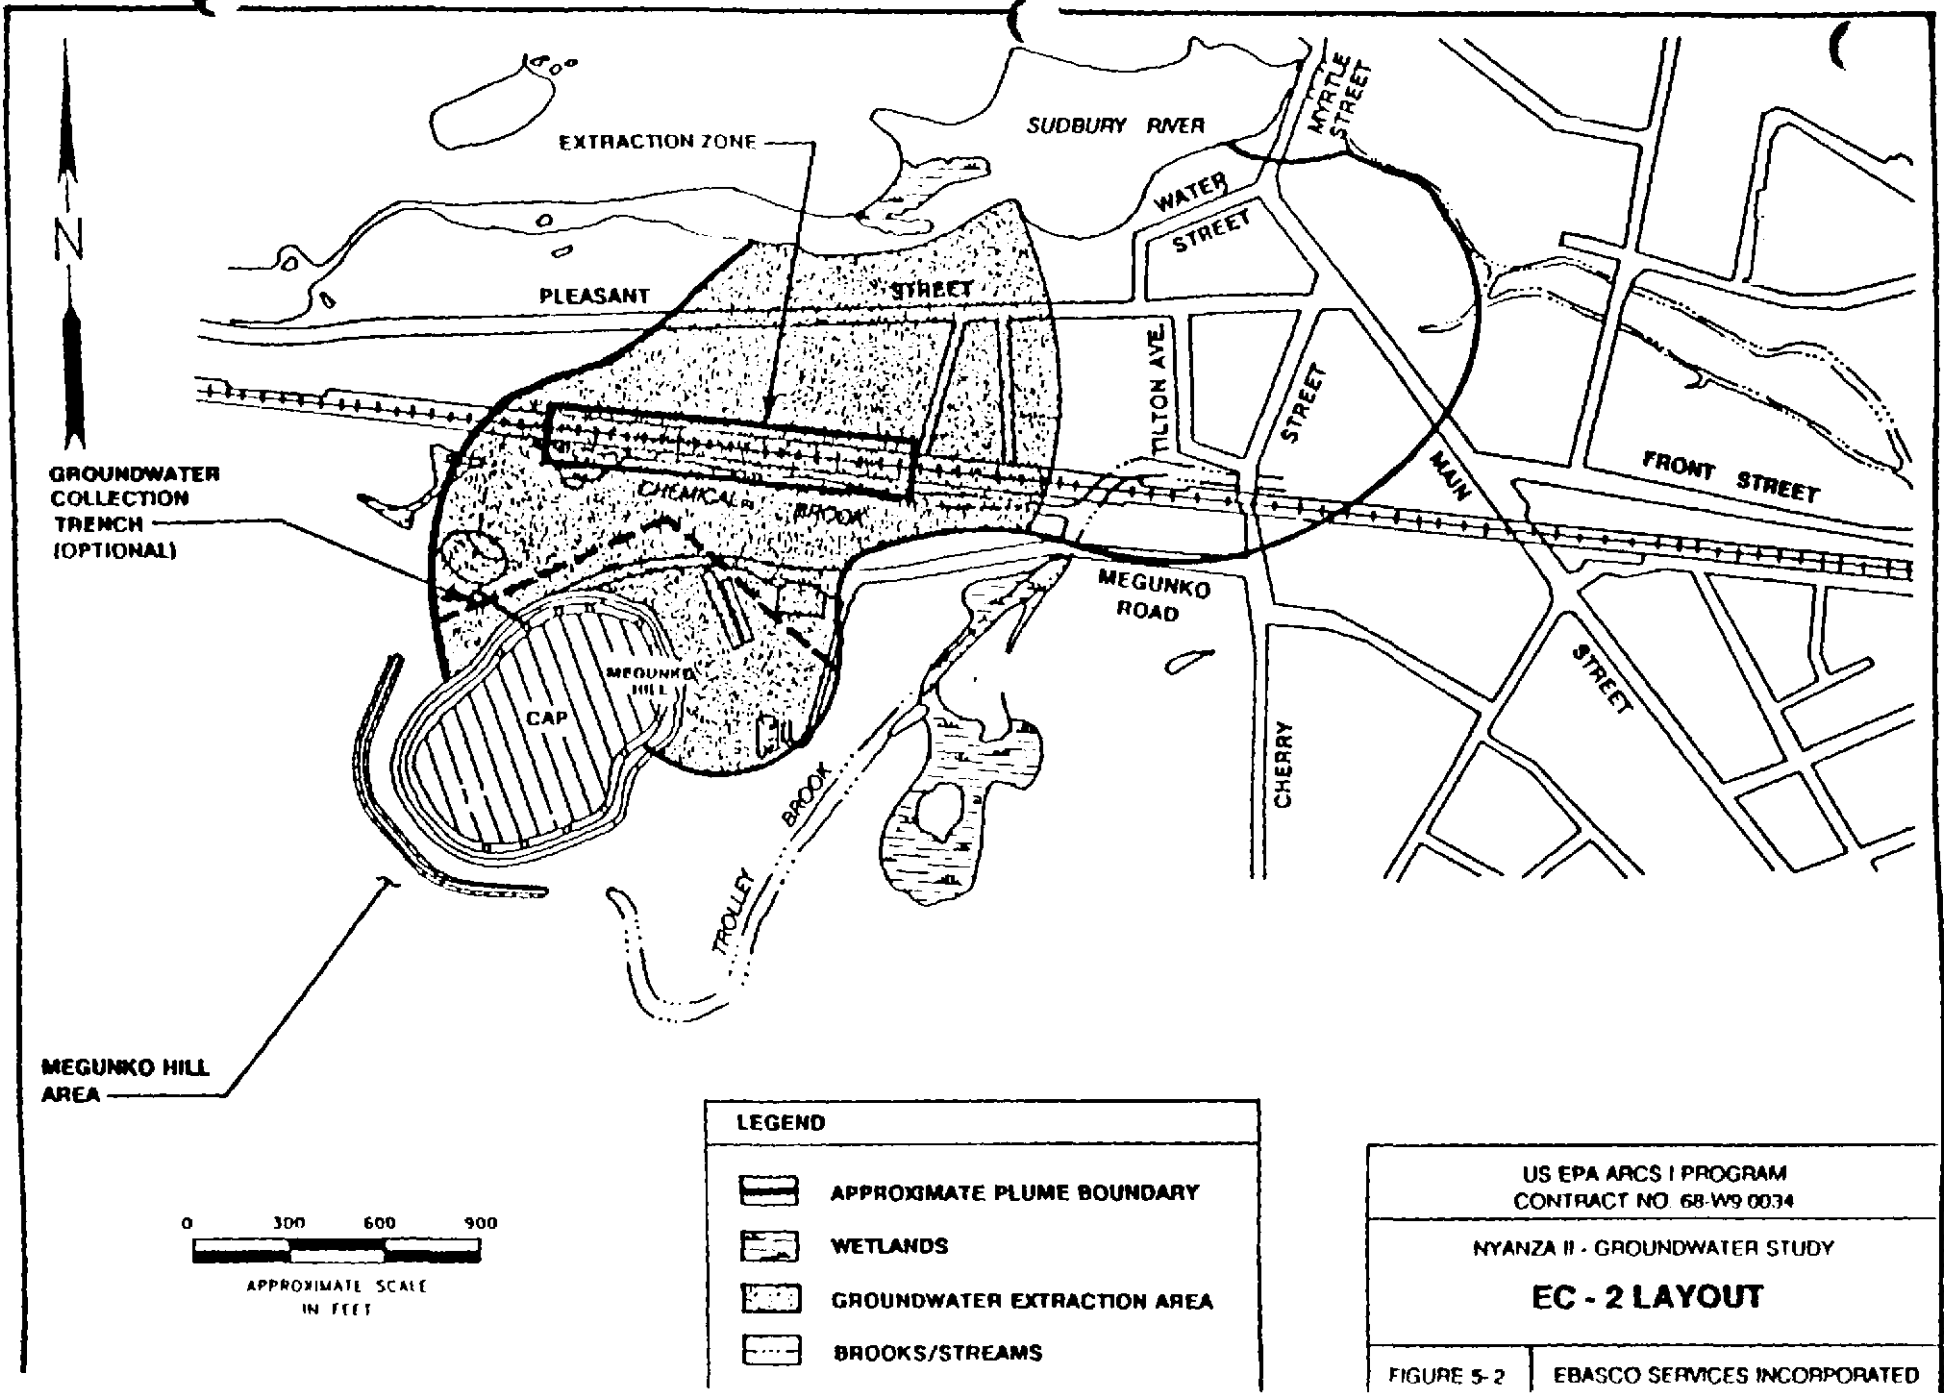 MYRTLE
STREET
SUDBURY RIVER
EXTRACTION ZONE
WATER
STREET
N
PLEASANT
STREET
TILTON AVE.
STREET
GROUNDWATER
COLLECTION
TRENCH
(OPTIONAL)
CHEMICAL
BROOK
MAIN
FRONT STREET
MEGUNKO
ROAD
MEGUNKO
HILL
CAP
STREET
CHERRY
BROOK
TROLLEY
MEGUNKO HILL
AREA
LEGEND
APPROXIMATE PLUME BOUNDARY
WETLANDS
GROUNDWATER EXTRACTION AREA
BROOKS/STREAMS
0 300 600 900
APPROXIMATE SCALE
IN FEET
US EPA ARCS I PROGRAM
CONTRACT NO. 68-W9 0034
NYANZA II - GROUNDWATER STUDY
EC - 2 LAYOUT
FIGURE 5-2
EBASCO SERVICES INCORPORATED